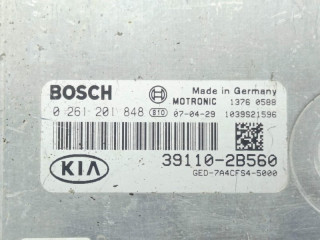 BOSCH Made in Germany
MOTRONIC 1376 0588
0 261 201 848 B10 07-04-29 1039S21596
KIA 39110-2B560
GED-7A4CFS4-5000